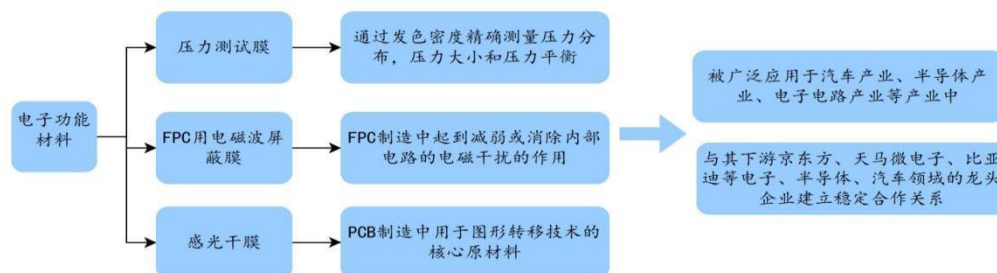 电子功能
材料
压力测试膜
通过发色密度精确测量压力分
布，压力大小和压力平衡
FPC用电磁波屏
蔽膜
FPC制造中起到减弱或消除内部
电路的电磁干扰的作用
感光干膜
PCB制造中用于图形转移技术的
核心原材料
被广泛应用于汽车产业、半导体产
业、电子电路产业等产业中
与其下游京东方、天马微电子、比亚
迪等电子、半导体、汽车领域的龙头
企业建立稳定合作关系